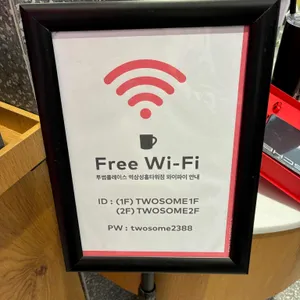 Free Wi-Fi
투썸플레이스 역삼성홍타워점 와이파이 안내
ID : (1F) TWOSOME1F
(2F) TWOSOME2F
PW : twosome2388